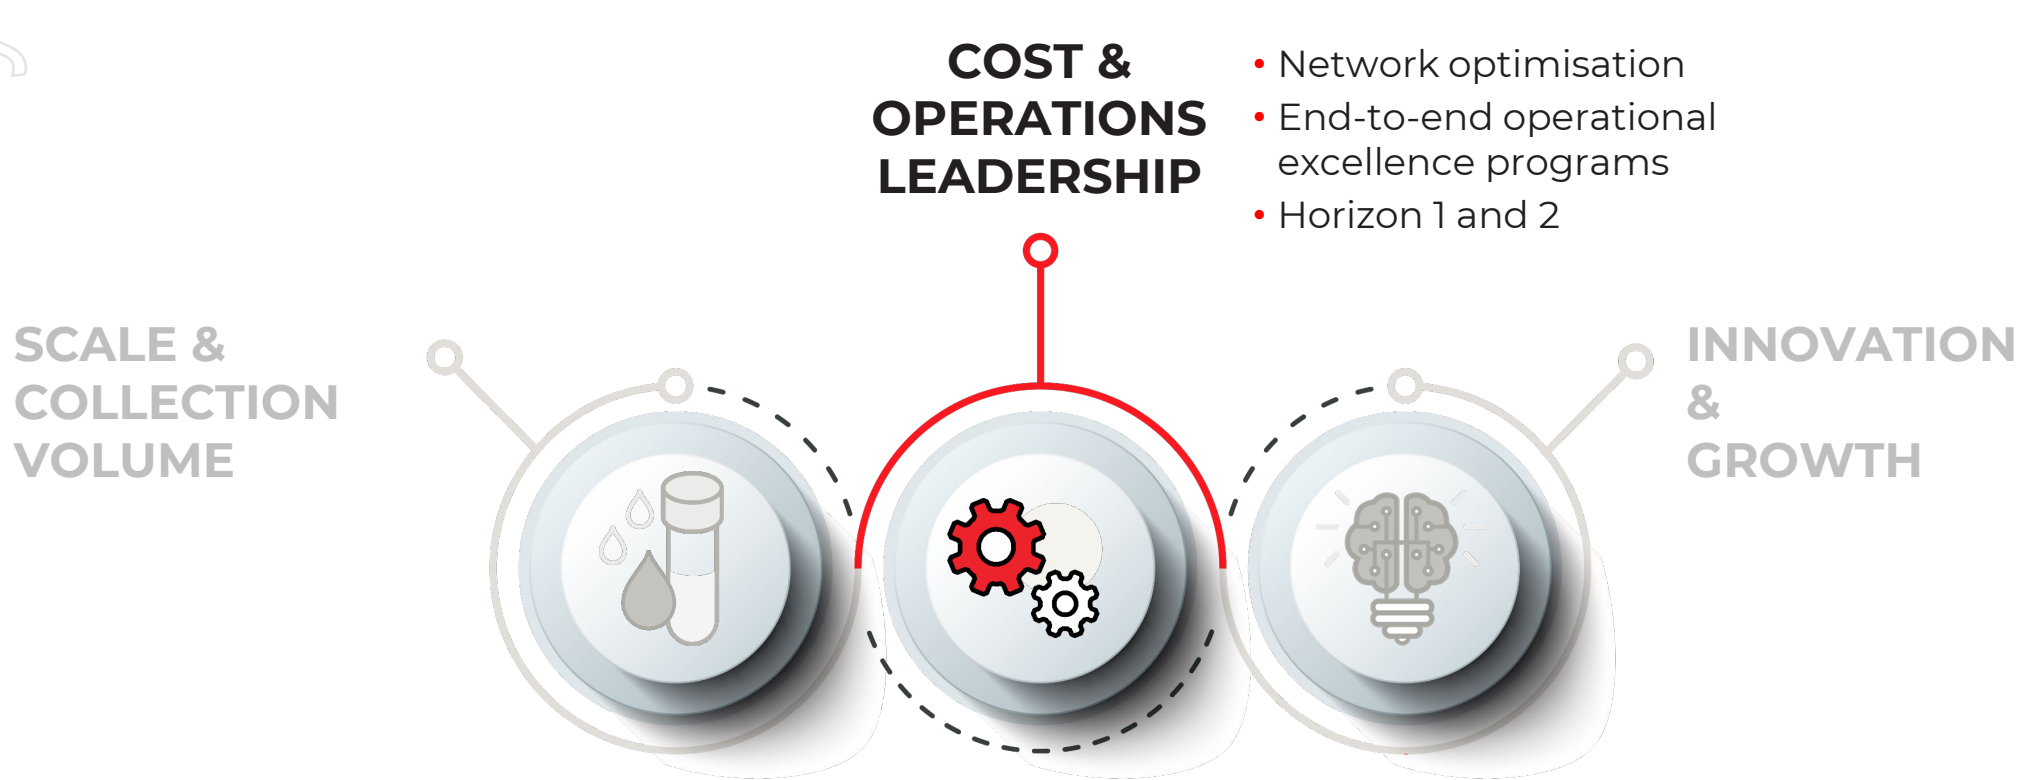 COST &
OPERATIONS
LEADERSHIP
• Network optimisation
• End-to-end operational
excellence programs
• Horizon 1 and 2
SCALE &
COLLECTION
VOLUME
INNOVATION
&
GROWTH